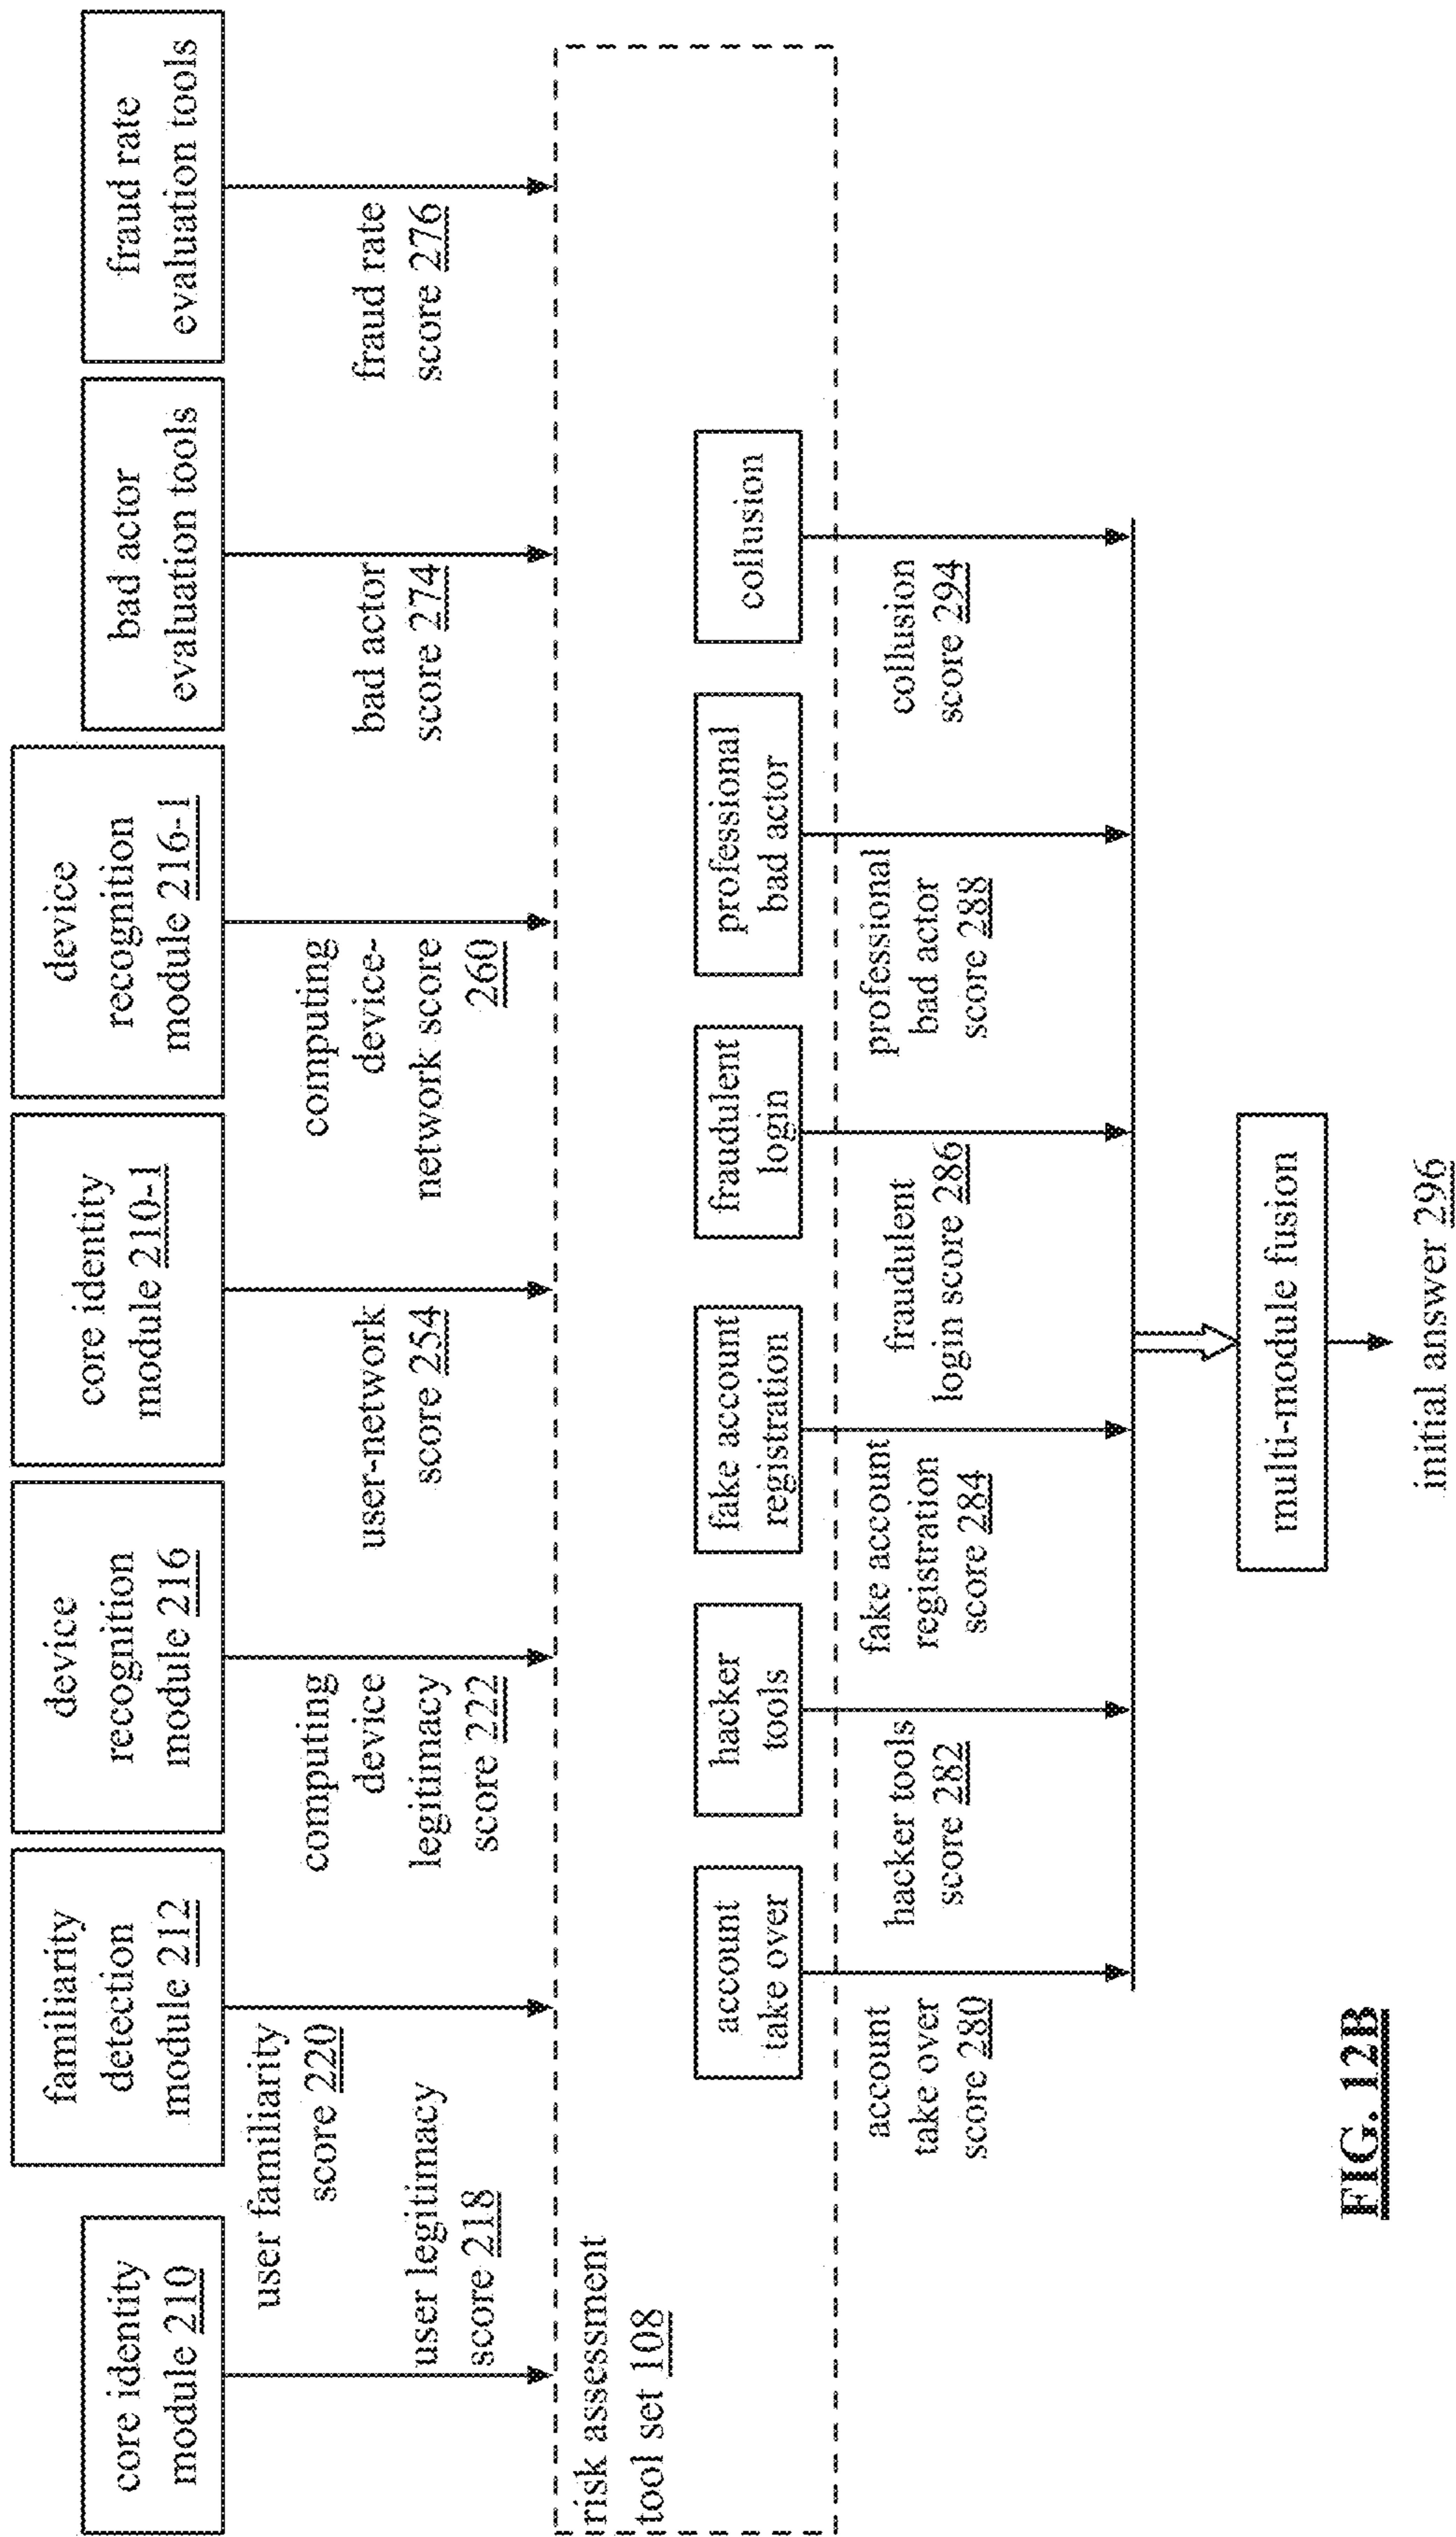 core identity
module 210
familiarity
detection
module 212
device
recognition
module 216
core identity
module 210-1
device
recognition
module 216-1
bad actor
evaluation tools
fraud rate
evaluation tools
user familiarity
score 220
user legitimacy
score 218
computing
device
legitimacy
score 222
user-network
score 254
computing
device-
network score
260
bad actor
score 274
fraud rate
score 276
risk assessment
tool set 108
account
take over
hacker
tools
fake account
registration
fraudulent
login
professional
bad actor
collusion
account
take over
score 280
hacker tools
score 282
fake account
registration
score 284
fraudulent
login score 286
professional
bad actor
score 288
collusion
score 294
multi-module fusion
initial answer 296
FIG. 12B